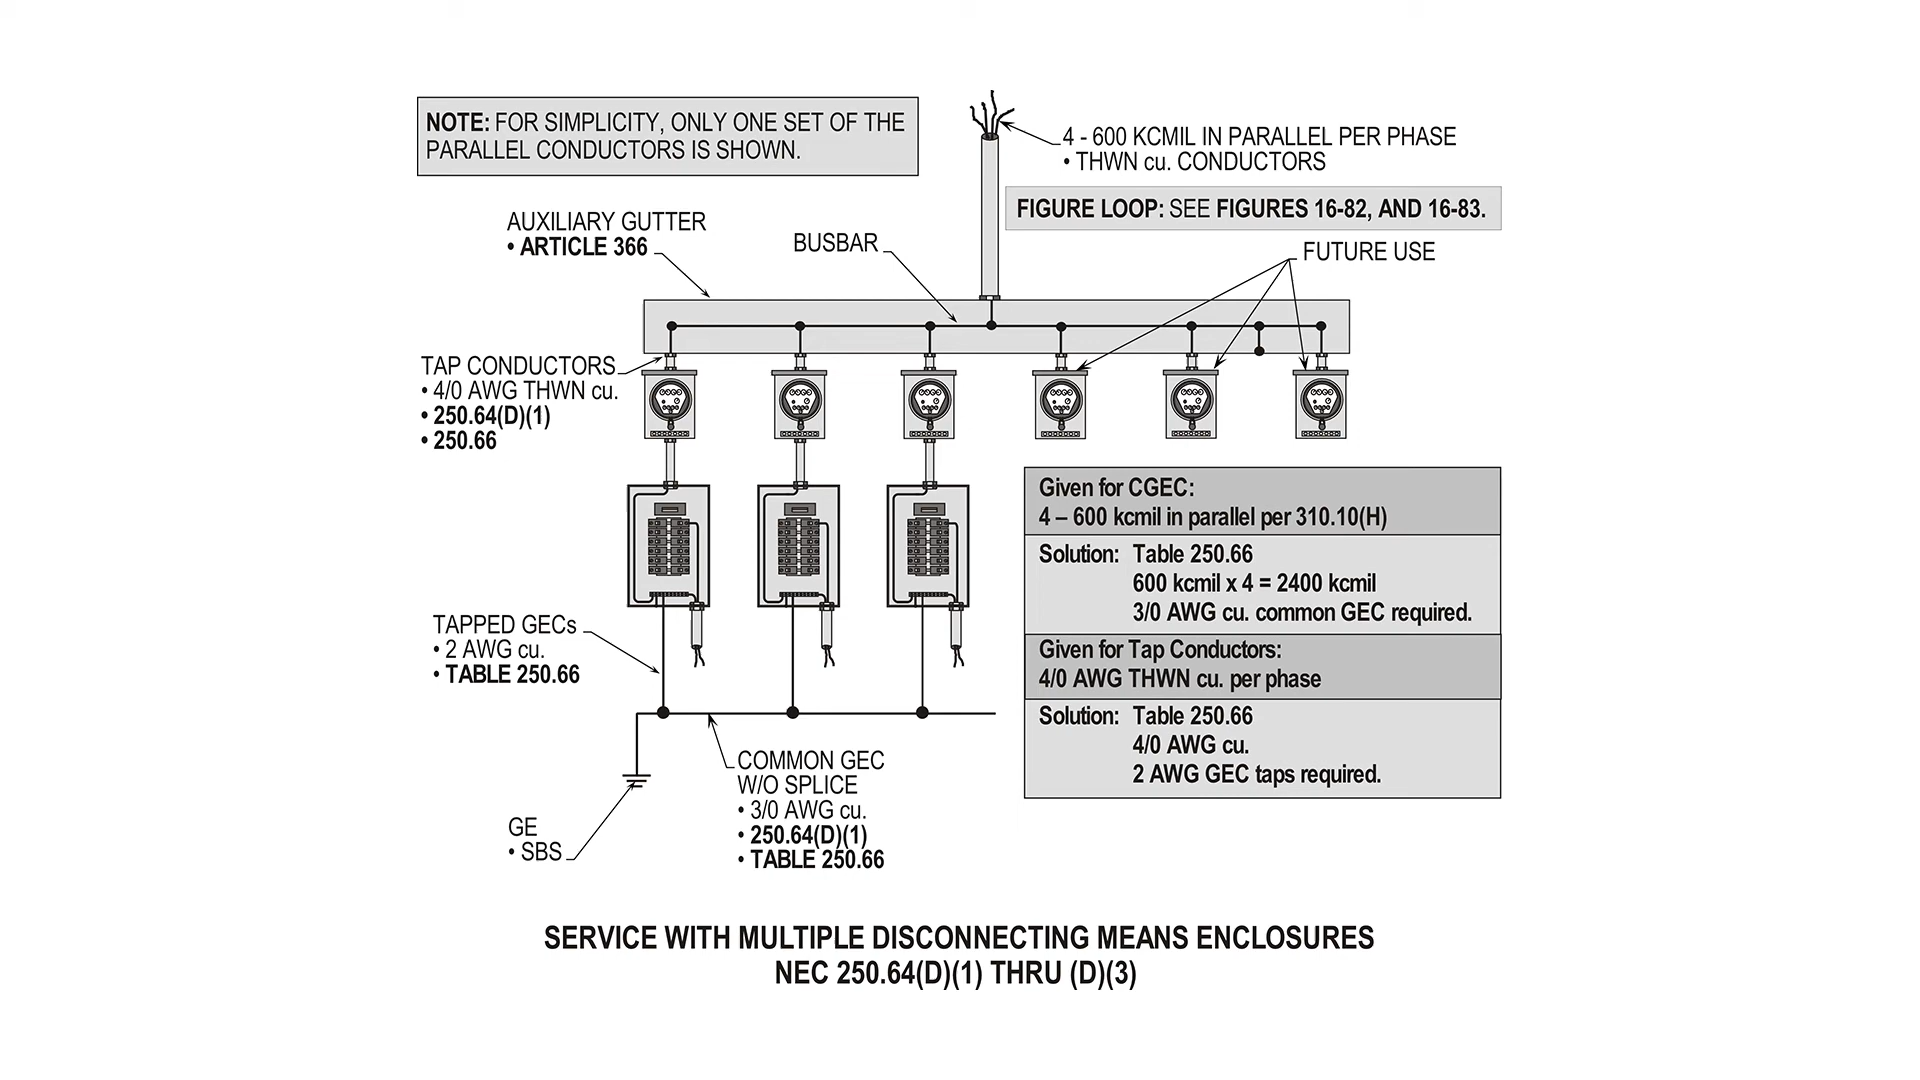 NOTE: FOR SIMPLICITY, ONLY ONE SET OF THE
PARALLEL CONDUCTORS IS SHOWN.
4 - 600 KCMIL IN PARALLEL PER PHASE
• THWN cu. CONDUCTORS
FIGURE LOOP: SEE FIGURES 16-82, AND 16-83.
AUXILIARY GUTTER
• ARTICLE 366
BUSBAR
FUTURE USE
TAP CONDUCTORS
• 4/0 AWG THWN cu.
• 250.64(D)(1)
• 250.66
Given for CGEC:
4 – 600 kcmil in parallel per 310.10(H)
Solution: Table 250.66
600 kcmil x 4 = 2400 kcmil
3/0 AWG cu. common GEC required.
Given for Tap Conductors:
4/0 AWG THWN cu. per phase
Solution: Table 250.66
4/0 AWG cu.
2 AWG GEC taps required.
TAPPED GECs
• 2 AWG cu.
• TABLE 250.66
COMMON GEC
W/O SPLICE
• 3/0 AWG cu.
• 250.64(D)(1)
• TABLE 250.66
GE
• SBS
SERVICE WITH MULTIPLE DISCONNECTING MEANS ENCLOSURES
NEC 250.64(D)(1) THRU (D)(3)